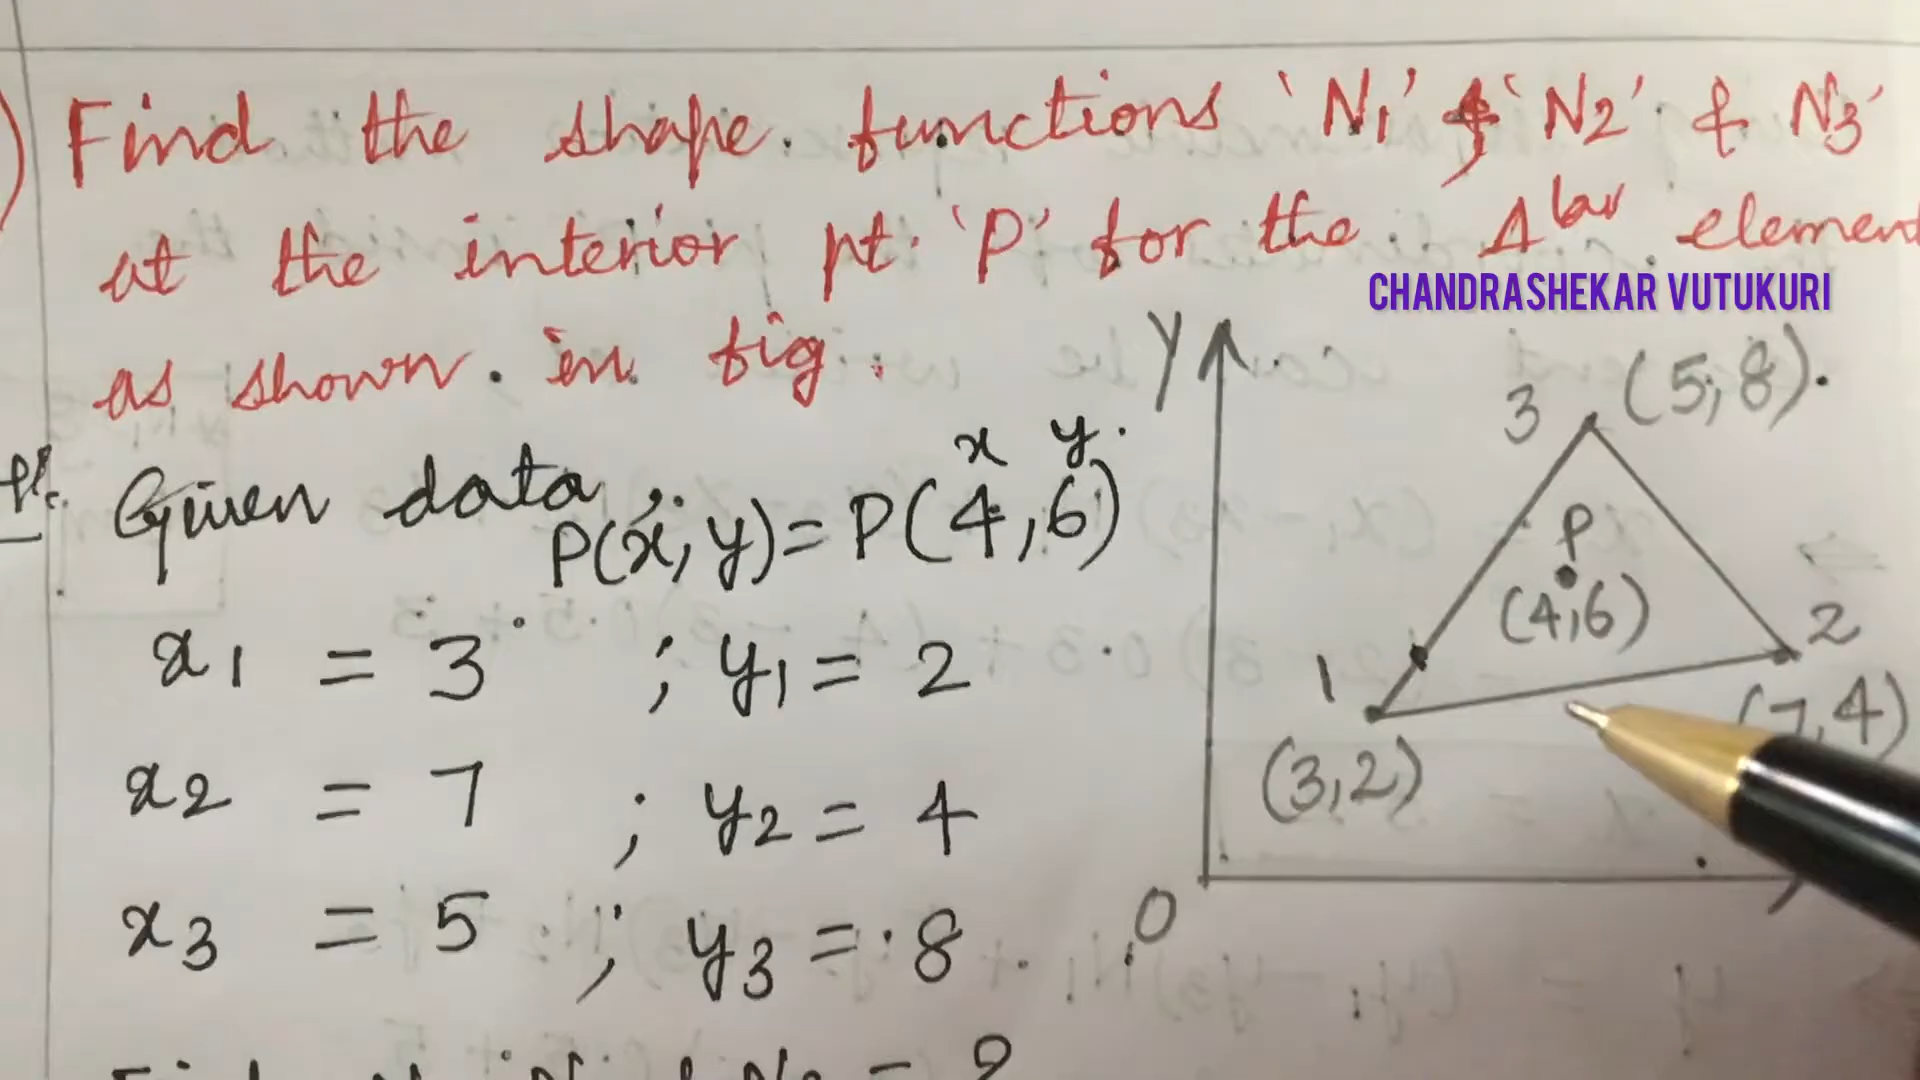 Find the shape functions 'N1' & 'N2' & N3'
at the interior pt. 'P' for the Δlar element
CHANDRASHEKAR VUTUKURI
as shown in fig.
Given data
P(x, y) = P(4, 6)
x y
x1 = 3 ; y1 = 2
x2 = 7 ; y2 = 4
x3 = 5 ; y3 = 8
Y
3 (5, 8)
P
(4, 6)
2
(7, 4)
1
(3, 2)
0